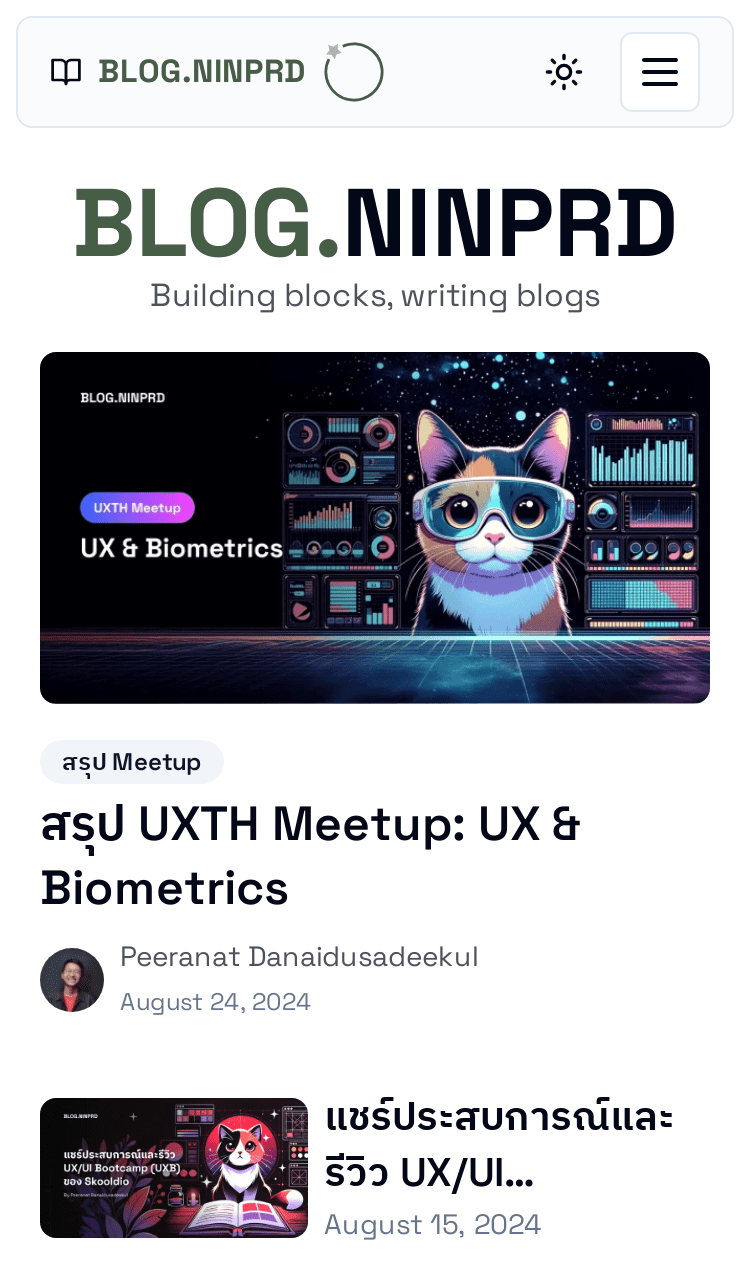 BLOG.NINPRD
BLOG.NINPRD
Building blocks, writing blogs
BLOG.NINPRD
UXTH Meetup
UX & Biometrics
สรุป Meetup
สรุป UXTH Meetup: UX &
Biometrics
Peeranat Danaidusadeekul
August 24, 2024
BLOG.NINPRD
แชร์ประสบการณ์และรีวิว
UX/UI Bootcamp (UXB)
ของ Skooldio
By Peeranat Danaidusadeekul
แชร์ประสบการณ์และ
รีวิว UX/UI...
August 15, 2024